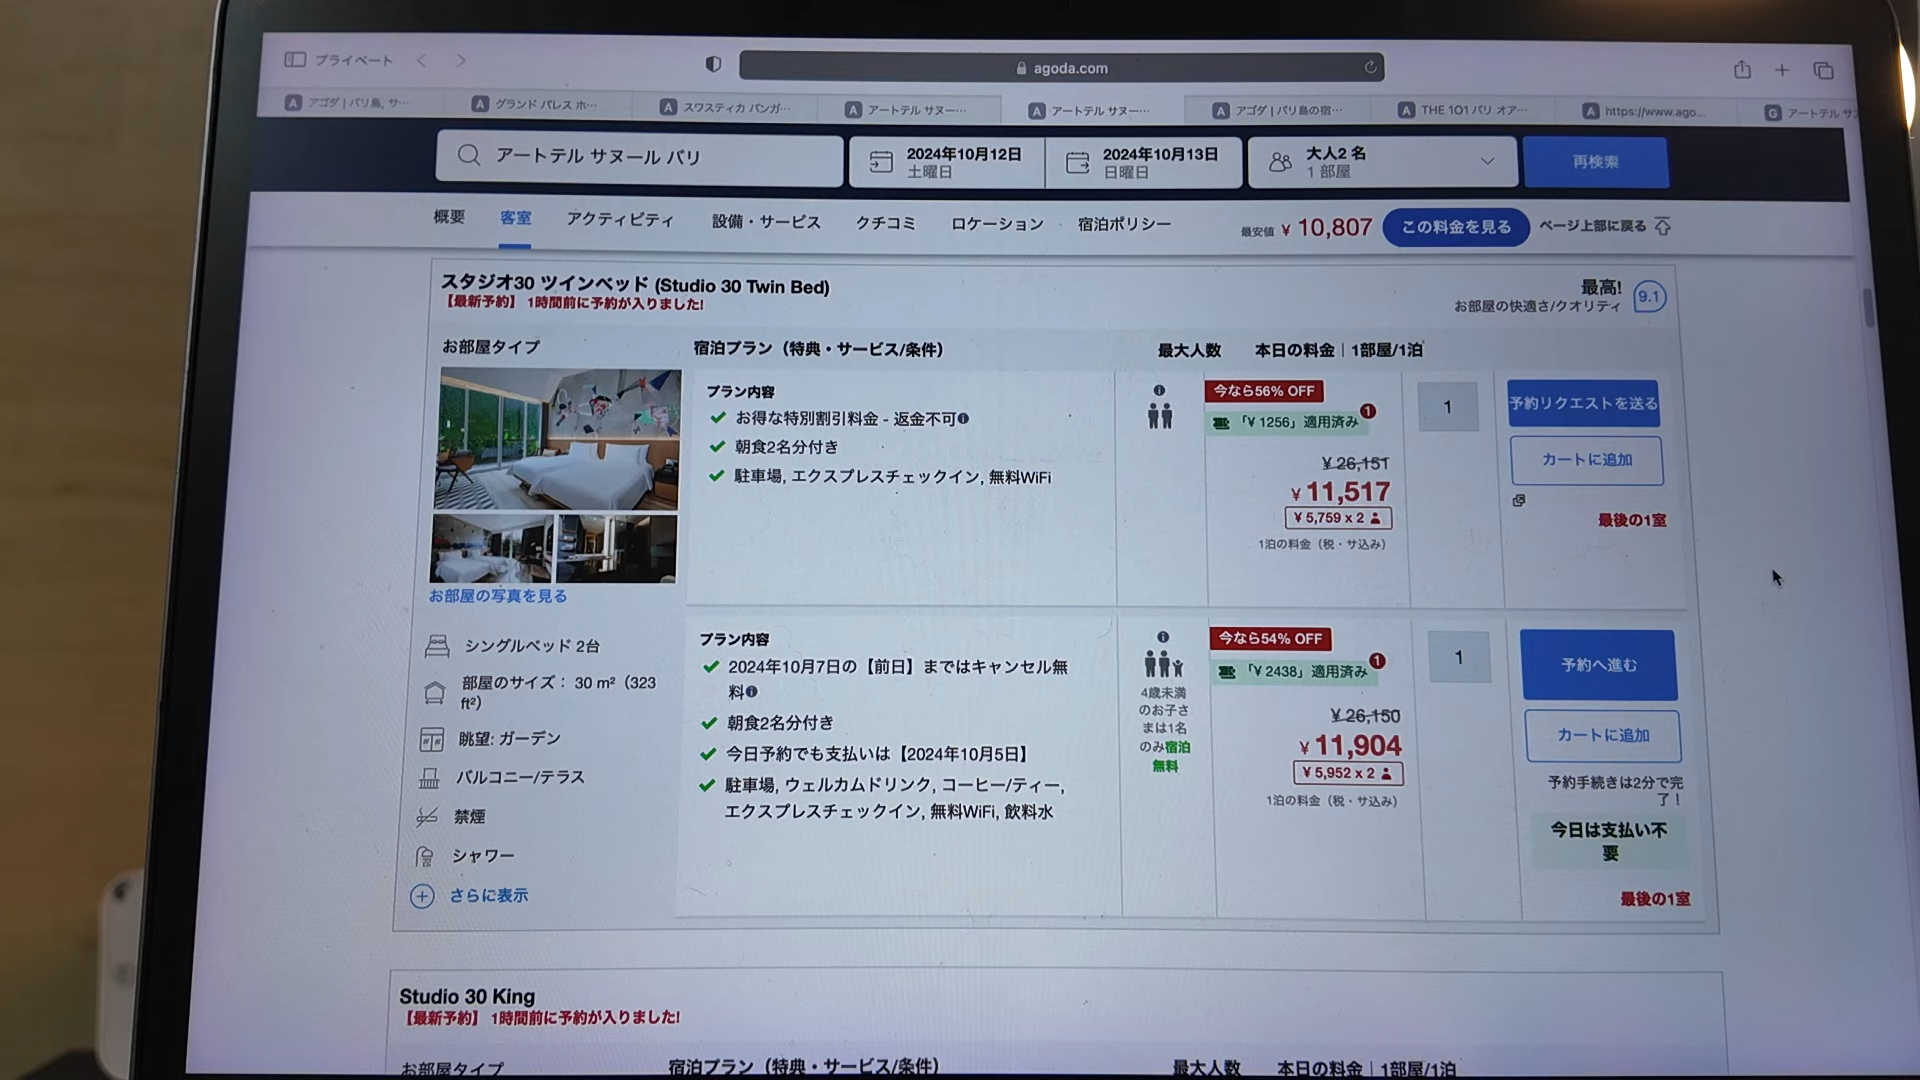 プライベート
agoda.com
アゴダ | バリ島, サ…
グランド パレス ホ…
スワスティカ バンガ…
アートテル サヌー…
アートテル サヌー…
アゴダ | バリ島の宿…
THE 1O1 バリ オア…
https://www.ago…
アートテル サ
アートテル サヌール バリ
2024年10月12日
土曜日
2024年10月13日
日曜日
大人2 名
1 部屋
再検索
概要
客室
アクティビティ
設備・サービス
クチコミ
ロケーション
宿泊ポリシー
最安値 ¥ 10,807
この料金を見る
ページ上部に戻る
スタジオ30 ツインベッド (Studio 30 Twin Bed)
【最新予約】 1時間前に予約が入りました!
最高!
お部屋の快適さ/クオリティ
9.1
お部屋タイプ
宿泊プラン（特典・サービス/条件）
最大人数
本日の料金 | 1部屋/1泊
プラン内容
お得な特別割引料金 - 返金不可
朝食2名分付き
駐車場, エクスプレスチェックイン, 無料WiFi
今なら56% OFF
「¥ 1256」適用済み
1
¥ 26,151
¥ 11,517
¥ 5,759 x 2
1泊の料金（税・サ込み）
1
予約リクエストを送る
カートに追加
最後の1室
お部屋の写真を見る
シングルベッド 2台
部屋のサイズ： 30 m²（323
ft²）
眺望: ガーデン
バルコニー/テラス
禁煙
シャワー
さらに表示
プラン内容
2024年10月7日の【前日】まではキャンセル無
料
朝食2名分付き
今日予約でも支払いは【2024年10月5日】
駐車場, ウェルカムドリンク, コーヒー/ティー,
エクスプレスチェックイン, 無料WiFi, 飲料水
4歳未満
のお子さ
まは1名
のみ宿泊
無料
今なら54% OFF
「¥ 2438」適用済み
1
¥ 26,150
¥ 11,904
¥ 5,952 x 2
1泊の料金（税・サ込み）
1
予約へ進む
カートに追加
予約手続きは2分で完
了！
今日は支払い不
要
最後の1室
Studio 30 King
【最新予約】 1時間前に予約が入りました!
お部屋タイプ
宿泊プラン（特典・サービス/条件）
最大人数
本日の料金 | 1部屋/1泊